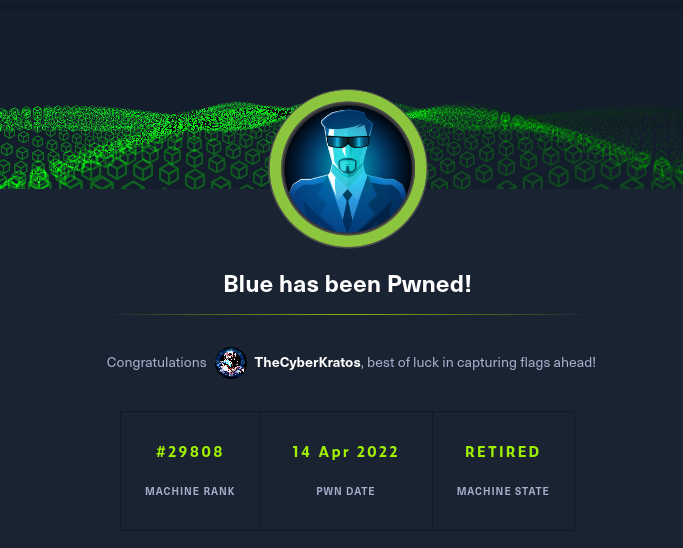 Blue has been Pwned!
Congratulations TheCyberKratos, best of luck in capturing flags ahead!
#29808 14 Apr 2022 RETIRED
MACHINE RANK PWN DATE MACHINE STATE